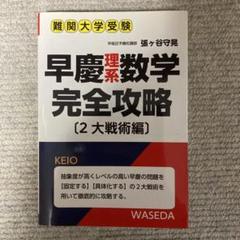 難関大学受験
早稲田予備校講師 張ヶ谷守晃
早慶理系数学
完全攻略
〔2大戦術編〕
KEIO
抽象度が高くレベルの高い早慶の問題を
【固定する】【具体化する】の2大戦術を
用いて徹底的に攻略する。
WASEDA